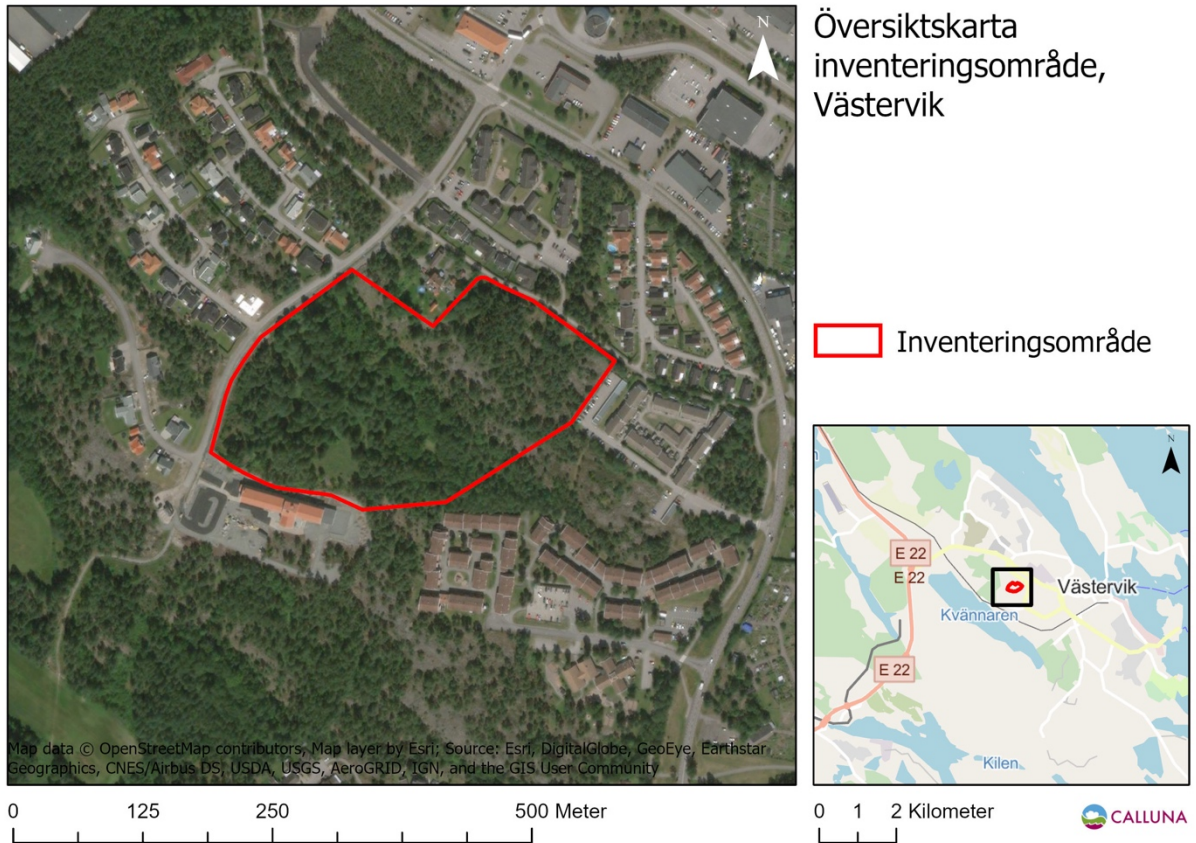 Översiktskarta
inventeringsområde,
Västervik
N
Inventeringsområde
Map data © OpenStreetMap contributors, Map layer by Esri; Source: Esri, DigitalGlobe, GeoEye, Earthstar
Geographics, CNES/Airbus DS, USDA, USGS, AeroGRID, IGN, and the GIS User Community
0 125 250 500 Meter
N
E 22
E 22
Västervik
Kvännaren
E 22
Kilen
0 1 2 Kilometer
CALLUNA